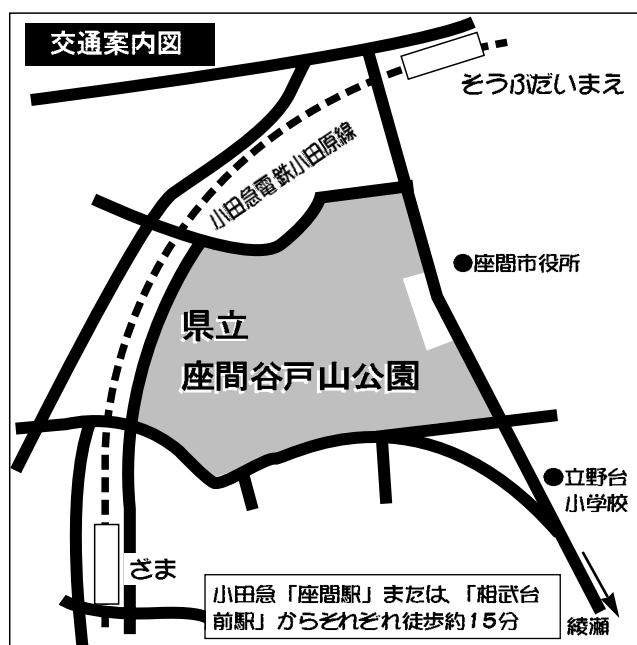 交通案内図
そうぶだいまえ
小田急電鉄小田原線
●座間市役所
県立
座間谷戸山公園
●立野台
小学校
ざま
小田急「座間駅」または、「相武台
前駅」からそれぞれ徒歩約15分
綾瀬